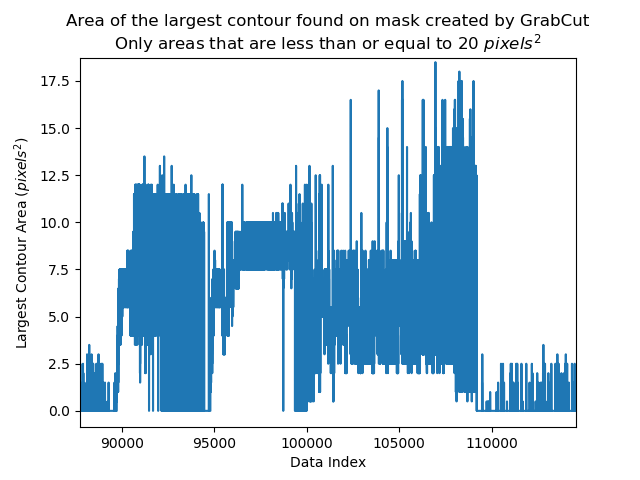 Area of the largest contour found on mask created by GrabCut
Only areas that are less than or equal to 20 pixels²
17.5
15.0
12.5
10.0
7.5
5.0
2.5
0.0
Largest Contour Area (pixels²)
90000 95000 100000 105000 110000
Data Index